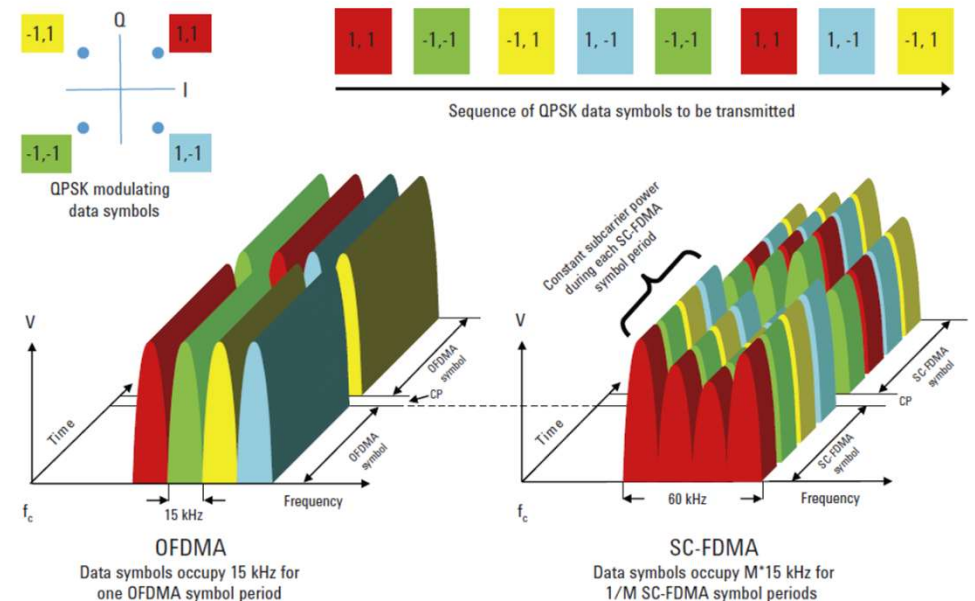 Q
-1,1
1,1
I
-1,-1
1,-1
QPSK modulating
data symbols
1, 1
-1,-1
-1, 1
1, -1
-1,-1
1, 1
1, -1
-1, 1
Sequence of QPSK data symbols to be transmitted
V
Time
OFDMA
symbol
CP
OFDMA
symbol
15 kHz
Frequency
fc
OFDMA
Data symbols occupy 15 kHz for
one OFDMA symbol period
Constant subcarrier power
during each SC-FDMA
symbol period
V
Time
SC-FDMA
symbol
CP
SC-FDMA
symbol
60 kHz
Frequency
fc
SC-FDMA
Data symbols occupy M*15 kHz for
1/M SC-FDMA symbol periods